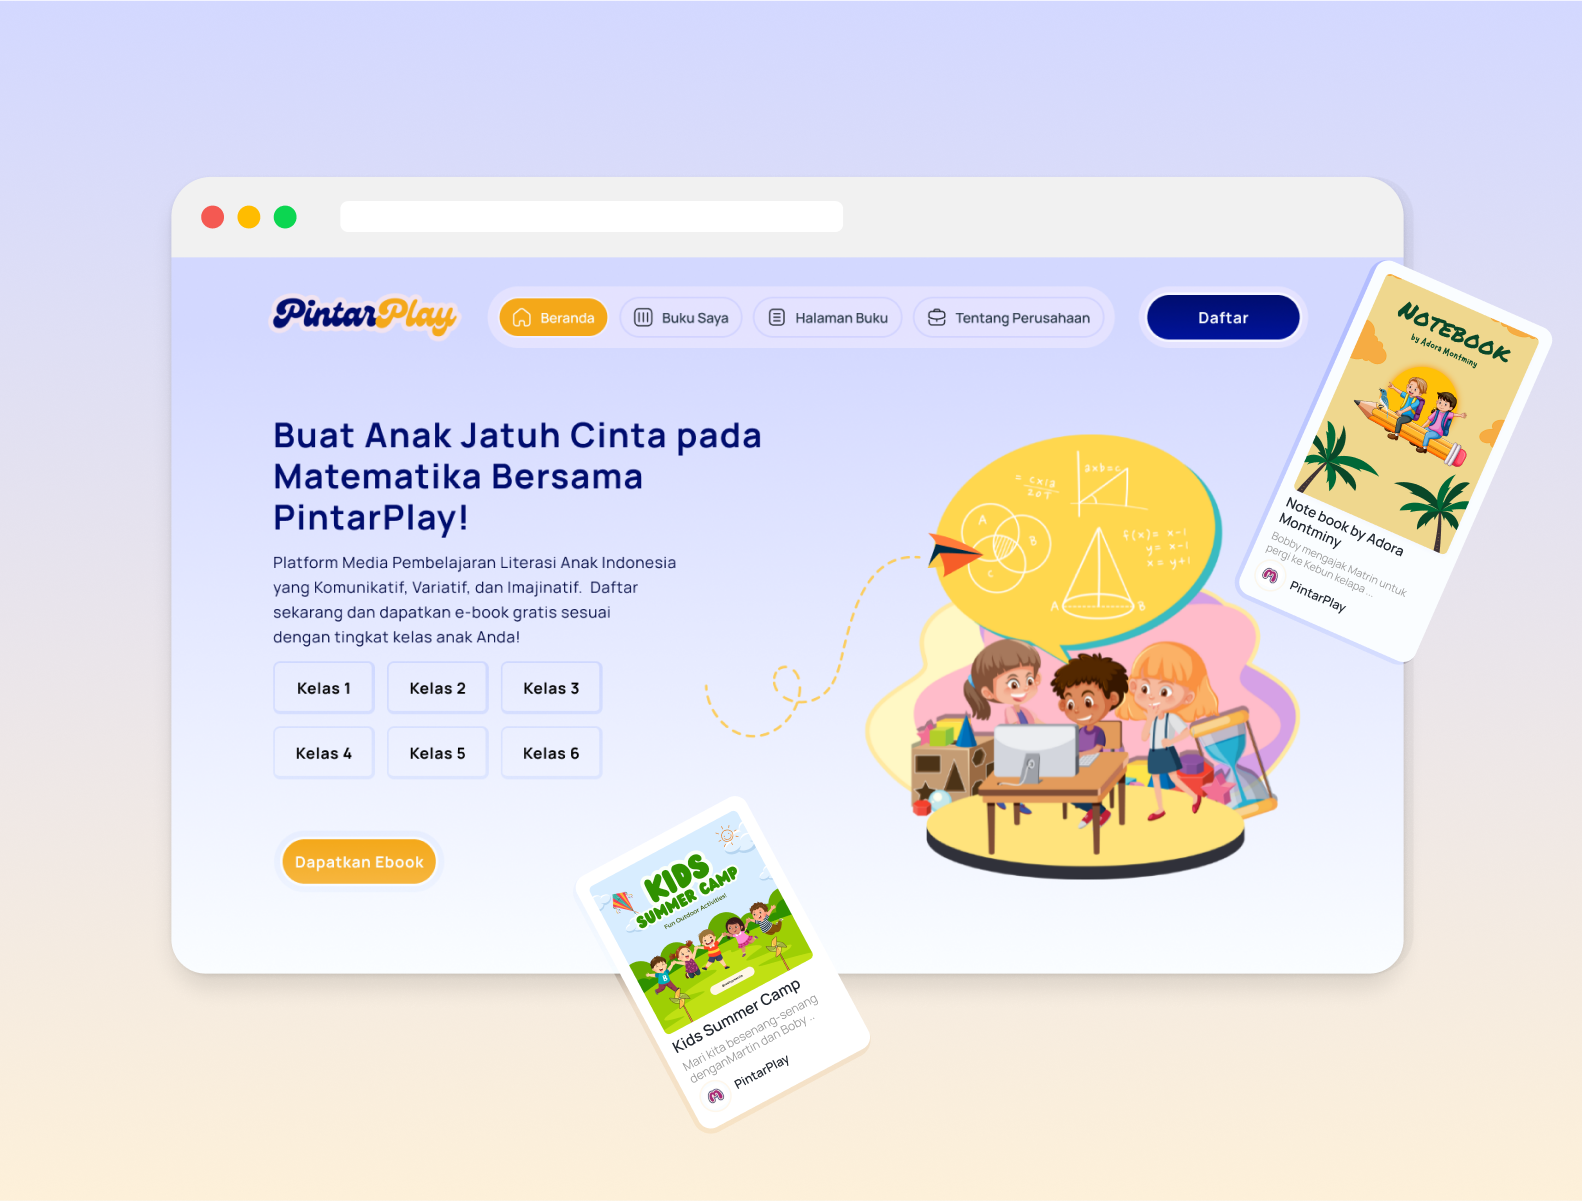 PintarPlay
Beranda
Buku Saya
Halaman Buku
Tentang Perusahaan
Daftar
Buat Anak Jatuh Cinta pada
Matematika Bersama
PintarPlay!
Platform Media Pembelajaran Literasi Anak Indonesia
yang Komunikatif, Variatif, dan Imajinatif. Daftar
sekarang dan dapatkan e-book gratis sesuai
dengan tingkat kelas anak Anda!
Kelas 1
Kelas 2
Kelas 3
Kelas 4
Kelas 5
Kelas 6
Dapatkan Ebook
a×b=c
A
B
C
f(x)= x-1
y= x-1
x= y+1
A
B
NOTEBOOK
by Adora Montminy
Note book by Adora
Montminy
Bobby mengajak Matrin untuk
pergi ke Kebun kelapa ...
PintarPlay
KIDS
SUMMER CAMP
Fun Outdoor Activities!
Kids Summer Camp
Mari kita besenang-senang
denganMartin dan Boby ..
PintarPlay